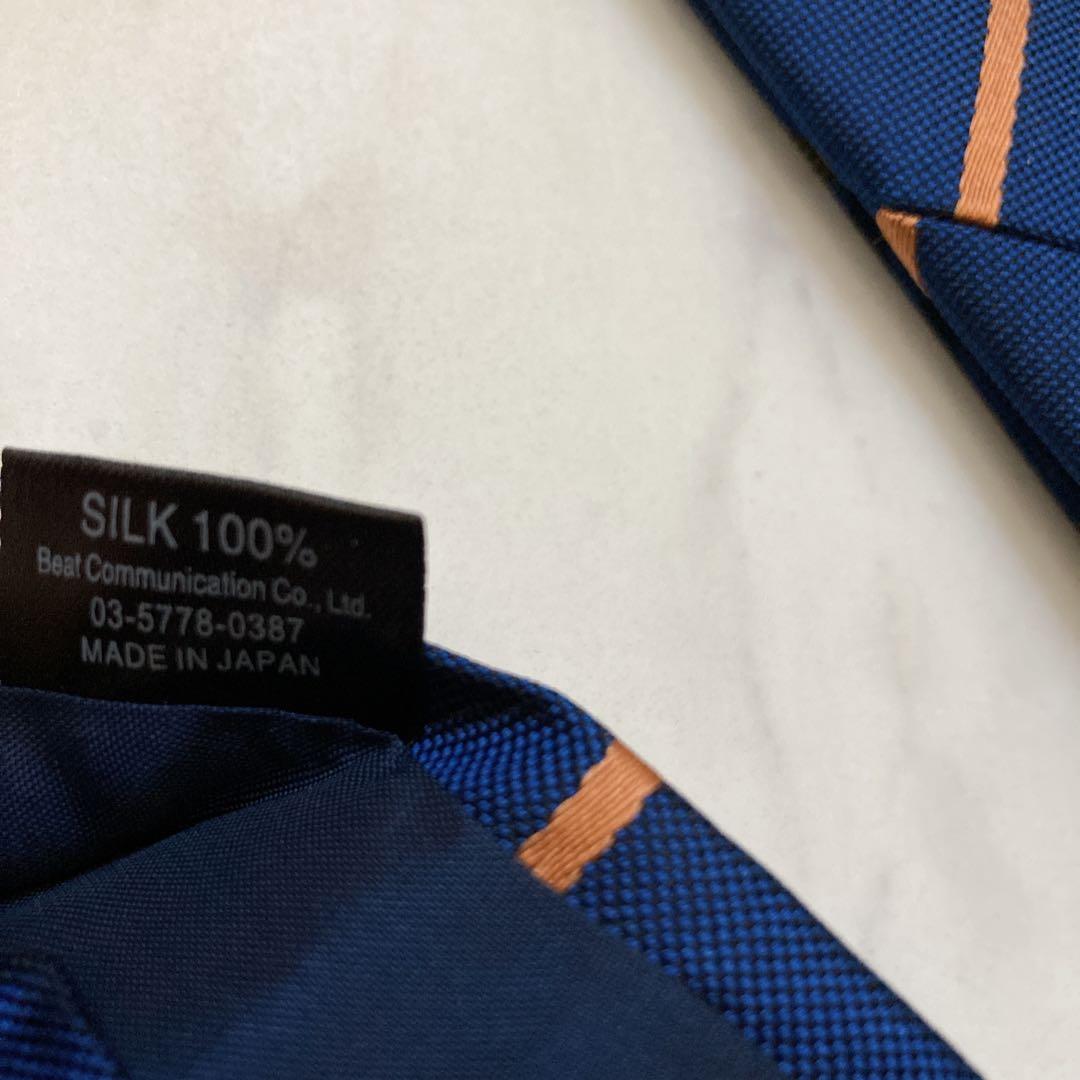 SILK 100%
Beat Communication Co., Ltd.
03-5778-0387
MADE IN JAPAN